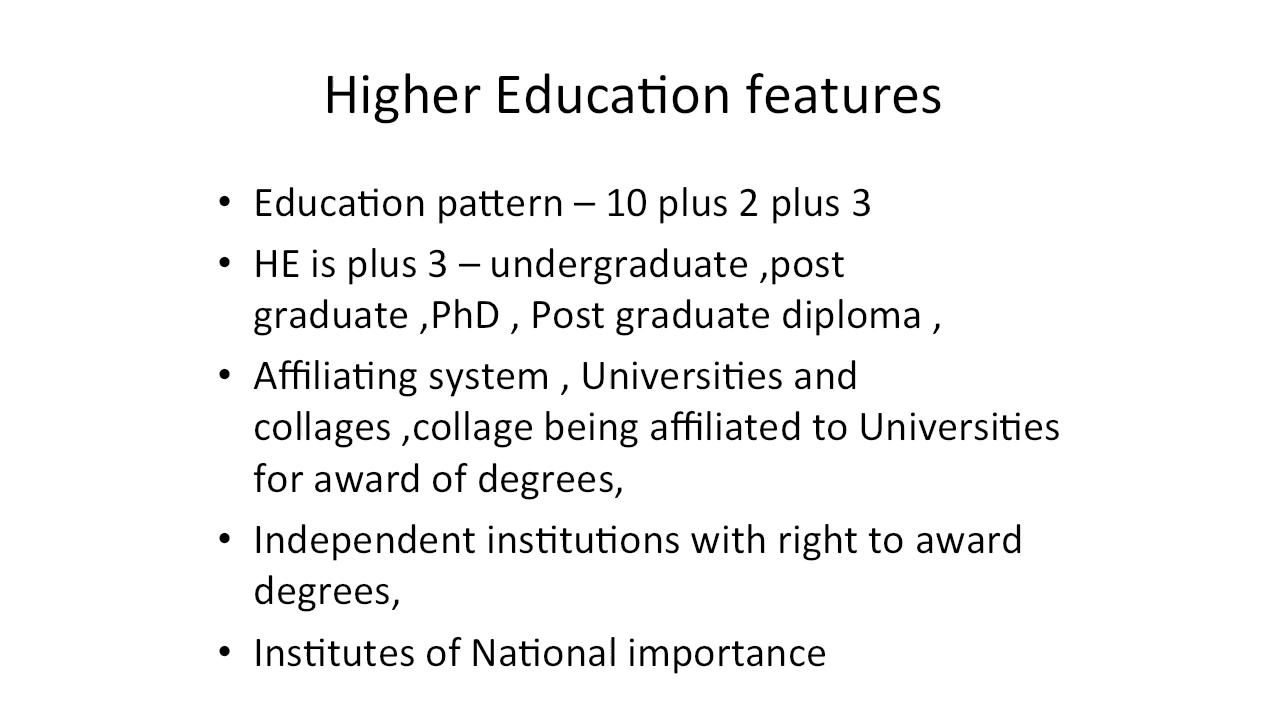 Higher Education features
• Education pattern – 10 plus 2 plus 3
• HE is plus 3 – undergraduate ,post
graduate ,PhD , Post graduate diploma ,
• Affiliating system , Universities and
collages ,collage being affiliated to Universities
for award of degrees,
• Independent institutions with right to award
degrees,
• Institutes of National importance